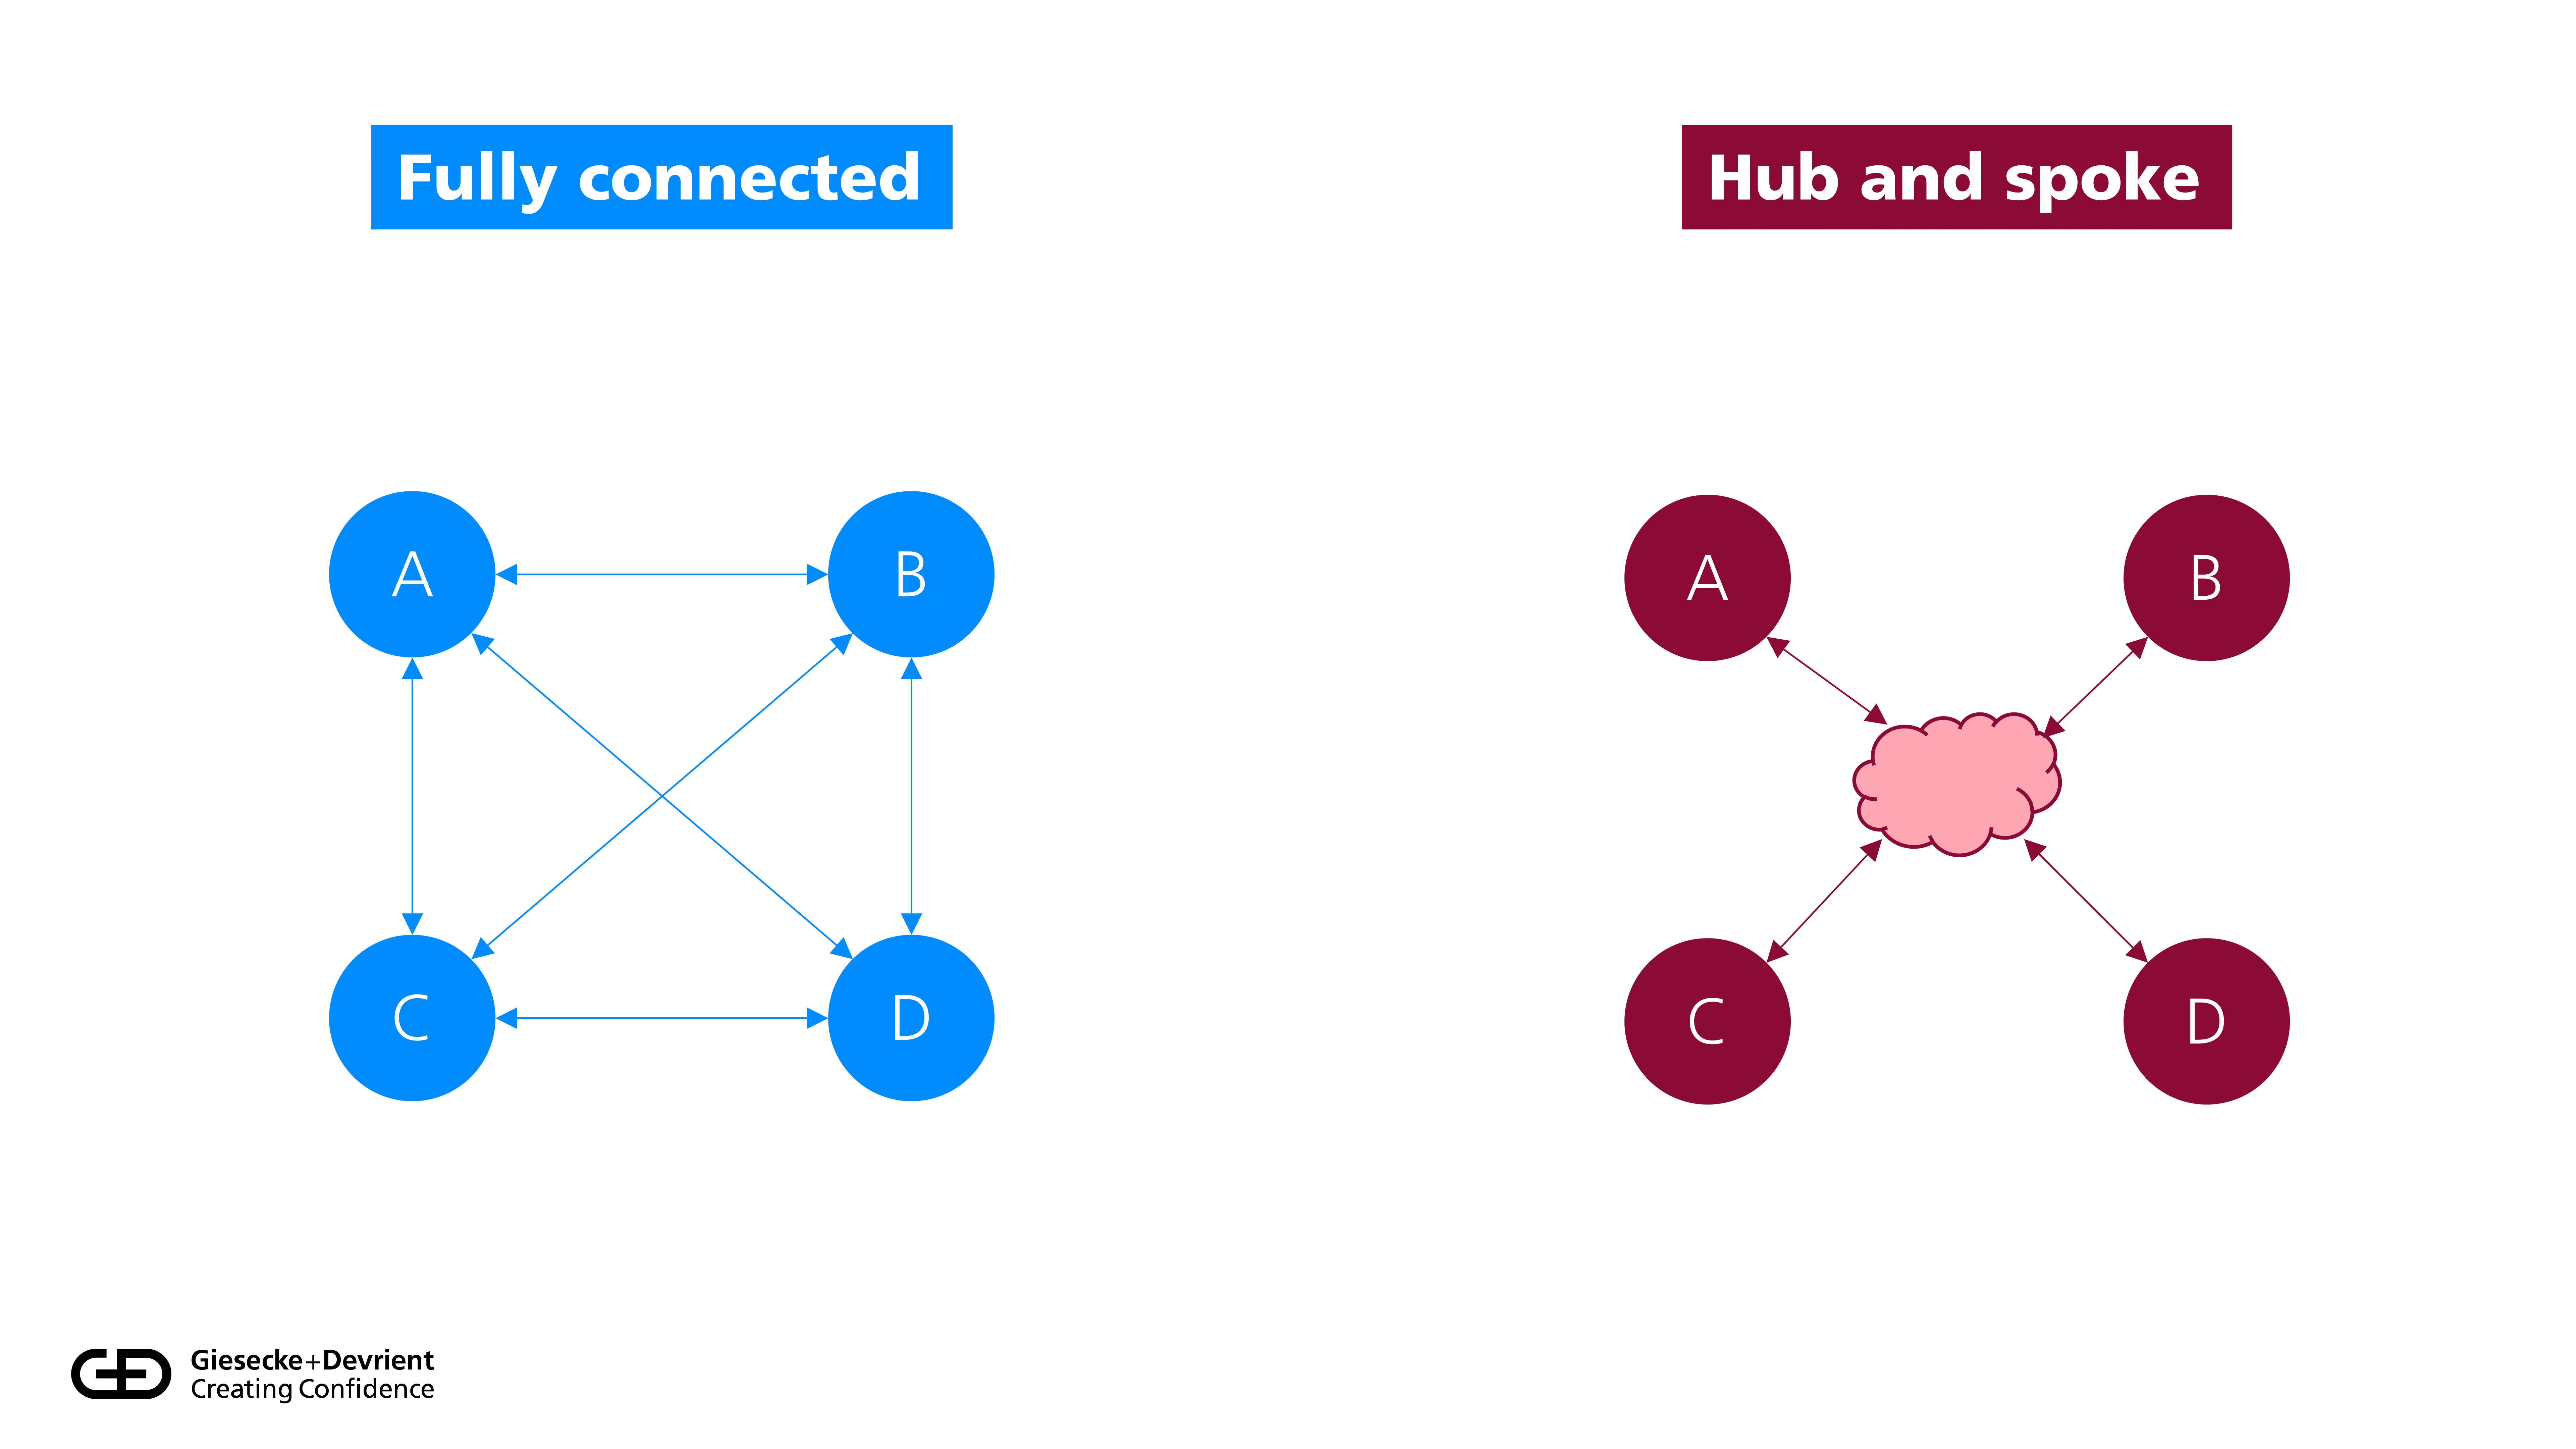 Fully connected
Hub and spoke
A
B
C
D
A
B
C
D
Giesecke+Devrient
Creating Confidence